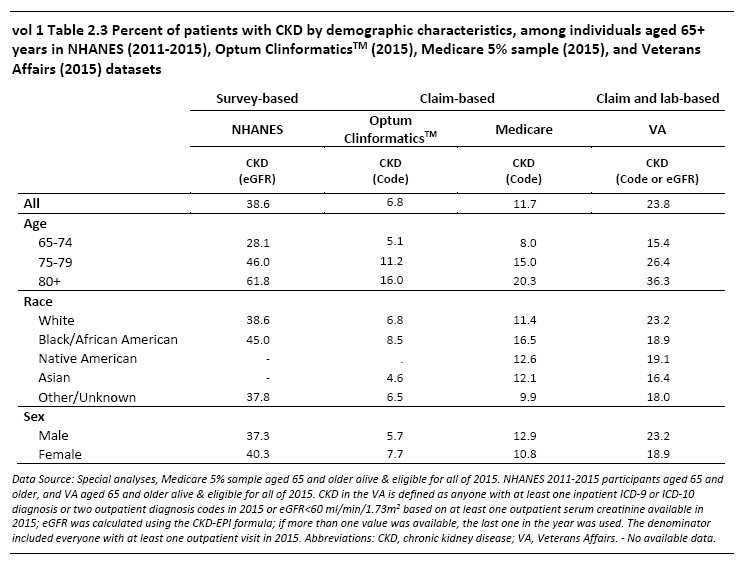 vol 1 Table 2.3 Percent of patients with CKD by demographic characteristics, among individuals aged 65+
years in NHANES (2011-2015), Optum Clinformatics™ (2015), Medicare 5% sample (2015), and Veterans
Affairs (2015) datasets
Survey-based Claim-based Claim and lab-based
NHANES Optum Clinformatics™ Medicare VA
CKD (eGFR) CKD (Code) CKD (Code) CKD (Code or eGFR)
All 38.6 6.8 11.7 23.8
Age
65-74 28.1 5.1 8.0 15.4
75-79 46.0 11.2 15.0 26.4
80+ 61.8 16.0 20.3 36.3
Race
White 38.6 6.8 11.4 23.2
Black/African American 45.0 8.5 16.5 18.9
Native American - . 12.6 19.1
Asian - 4.6 12.1 16.4
Other/Unknown 37.8 6.5 9.9 18.0
Sex
Male 37.3 5.7 12.9 23.2
Female 40.3 7.7 10.8 18.9
Data Source: Special analyses, Medicare 5% sample aged 65 and older alive & eligible for all of 2015. NHANES 2011-2015 participants aged 65 and
older, and VA aged 65 and older alive & eligible for all of 2015. CKD in the VA is defined as anyone with at least one inpatient ICD-9 or ICD-10
diagnosis or two outpatient diagnosis codes in 2015 or eGFR<60 ml/min/1.73m² based on at least one outpatient serum creatinine available in
2015; eGFR was calculated using the CKD-EPI formula; if more than one value was available, the last one in the year was used. The denominator
included everyone with at least one outpatient visit in 2015. Abbreviations: CKD, chronic kidney disease; VA, Veterans Affairs. - No available data.